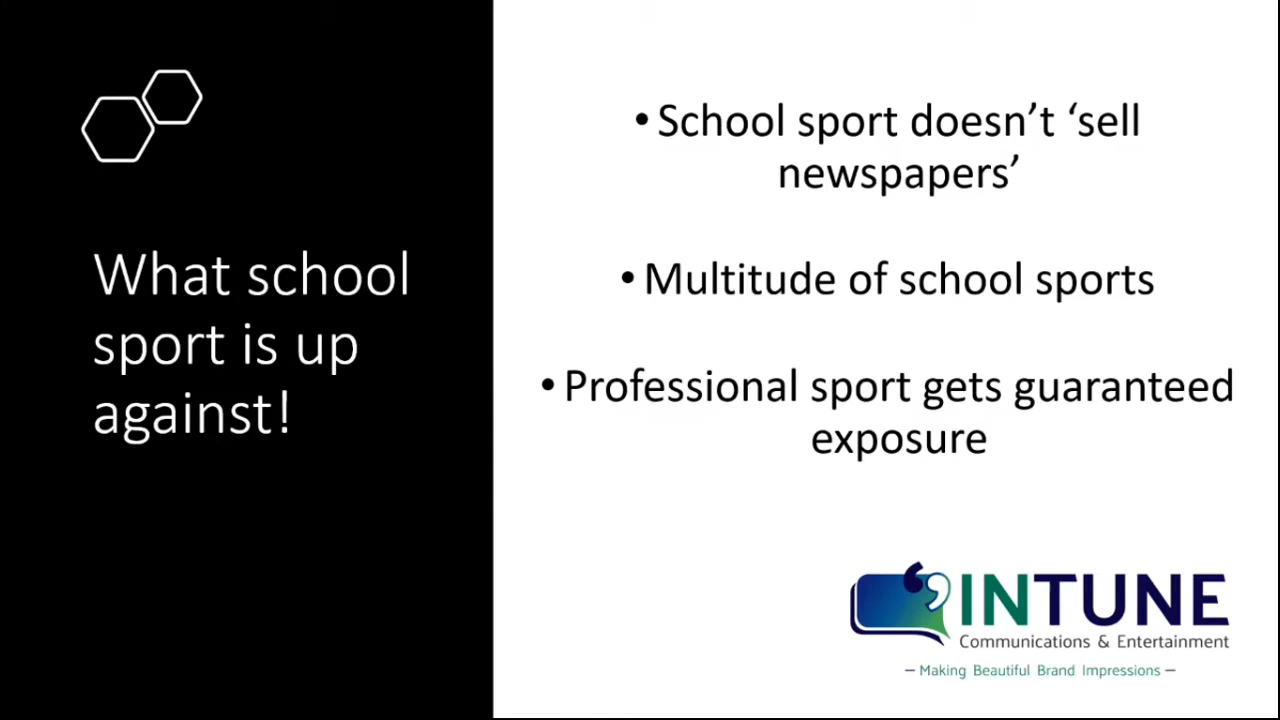 What school
sport is up
against!
•School sport doesn’t ‘sell
newspapers’
•Multitude of school sports
•Professional sport gets guaranteed
exposure
INTUNE
Communications & Entertainment
– Making Beautiful Brand Impressions –